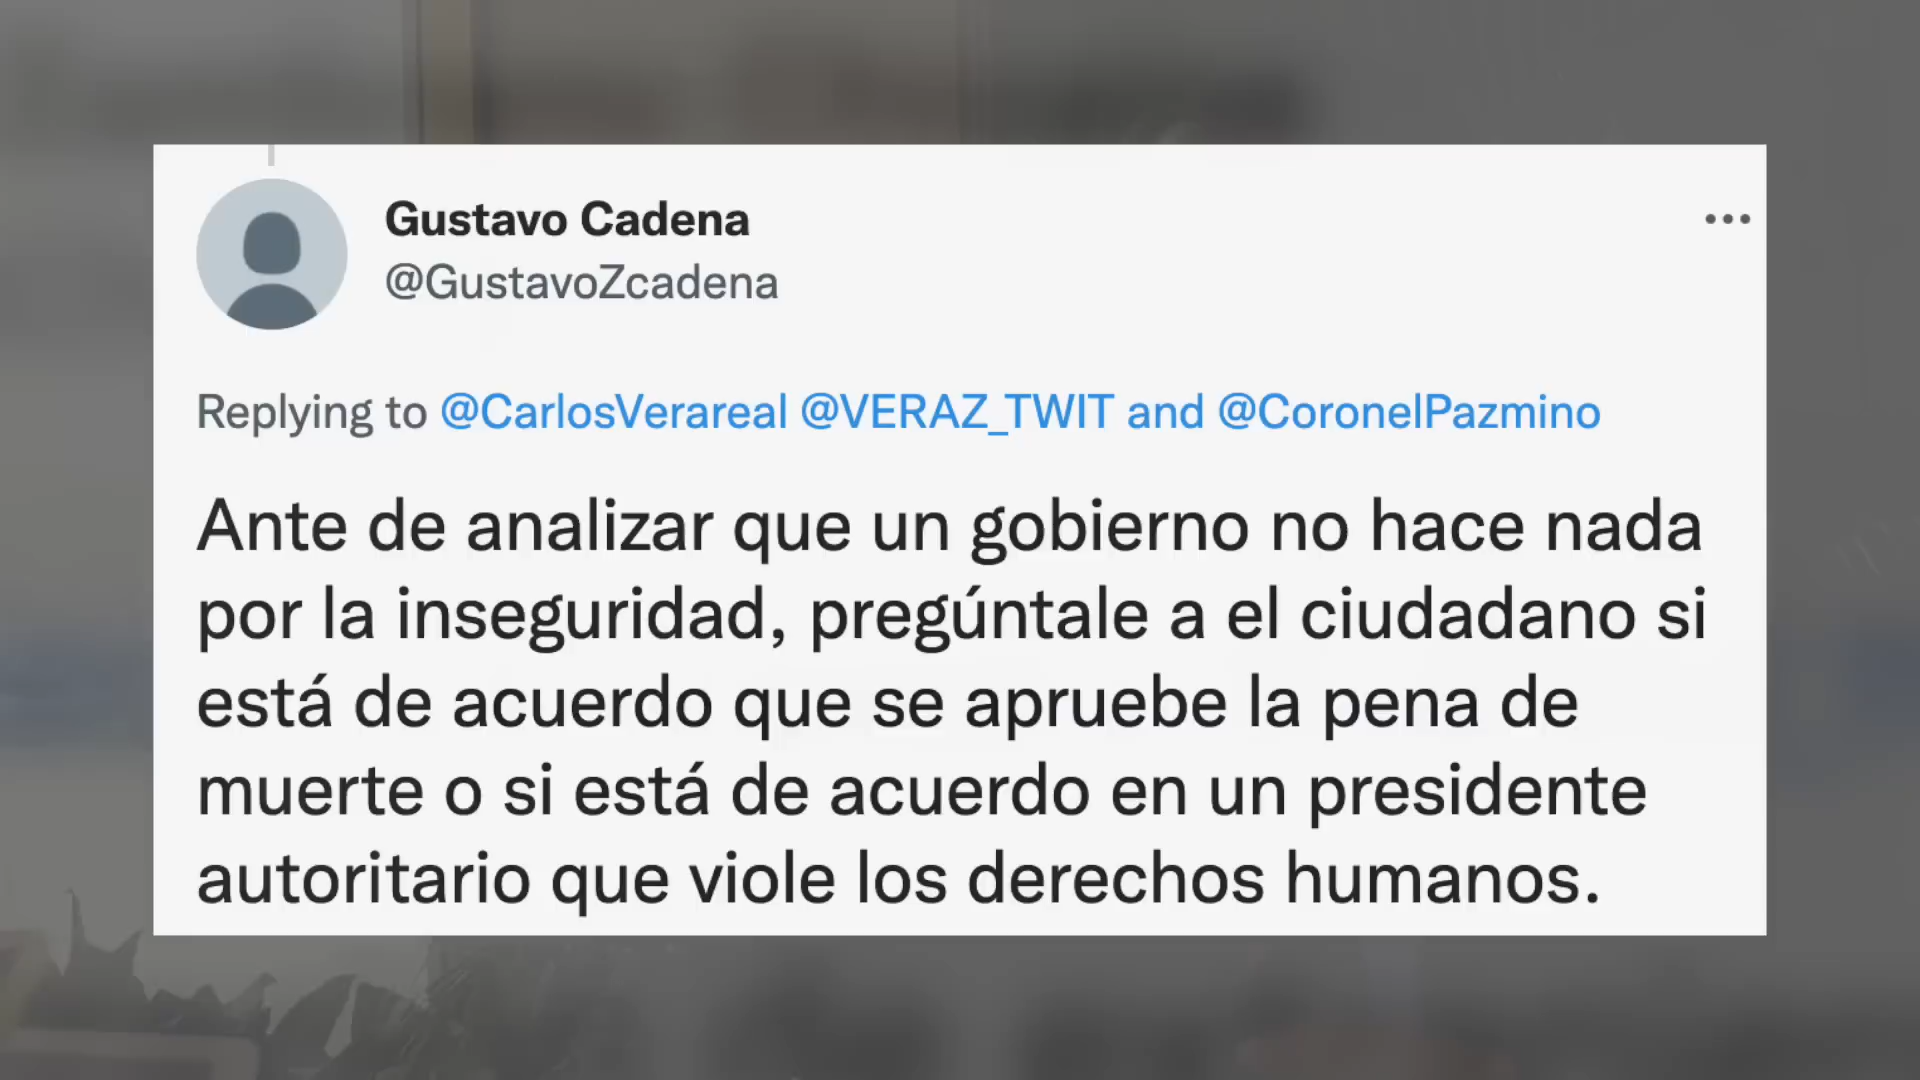 Gustavo Cadena
@GustavoZcadena
Replying to @CarlosVerareal @VERAZ_TWIT and @CoronelPazmino
Ante de analizar que un gobierno no hace nada
por la inseguridad, pregúntale a el ciudadano si
está de acuerdo que se apruebe la pena de
muerte o si está de acuerdo en un presidente
autoritario que viole los derechos humanos.